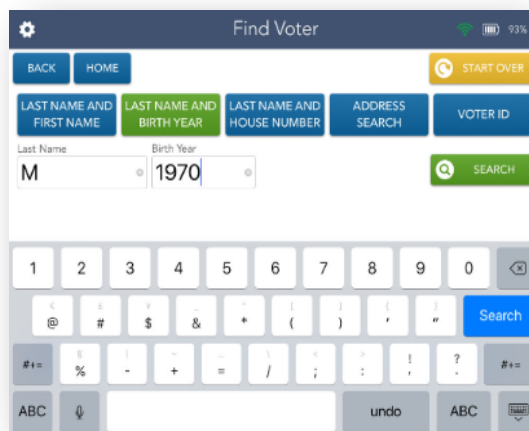 Find Voter
93%
BACK
HOME
START OVER
LAST NAME AND FIRST NAME
LAST NAME AND BIRTH YEAR
LAST NAME AND HOUSE NUMBER
ADDRESS SEARCH
VOTER ID
Last Name
Birth Year
M
1970
SEARCH
1 2 3 4 5 6 7 8 9 0
@ # $ & * ( ) ' "
Search
#+= % - + = / ; : ! , ? . #+=
ABC
undo
ABC